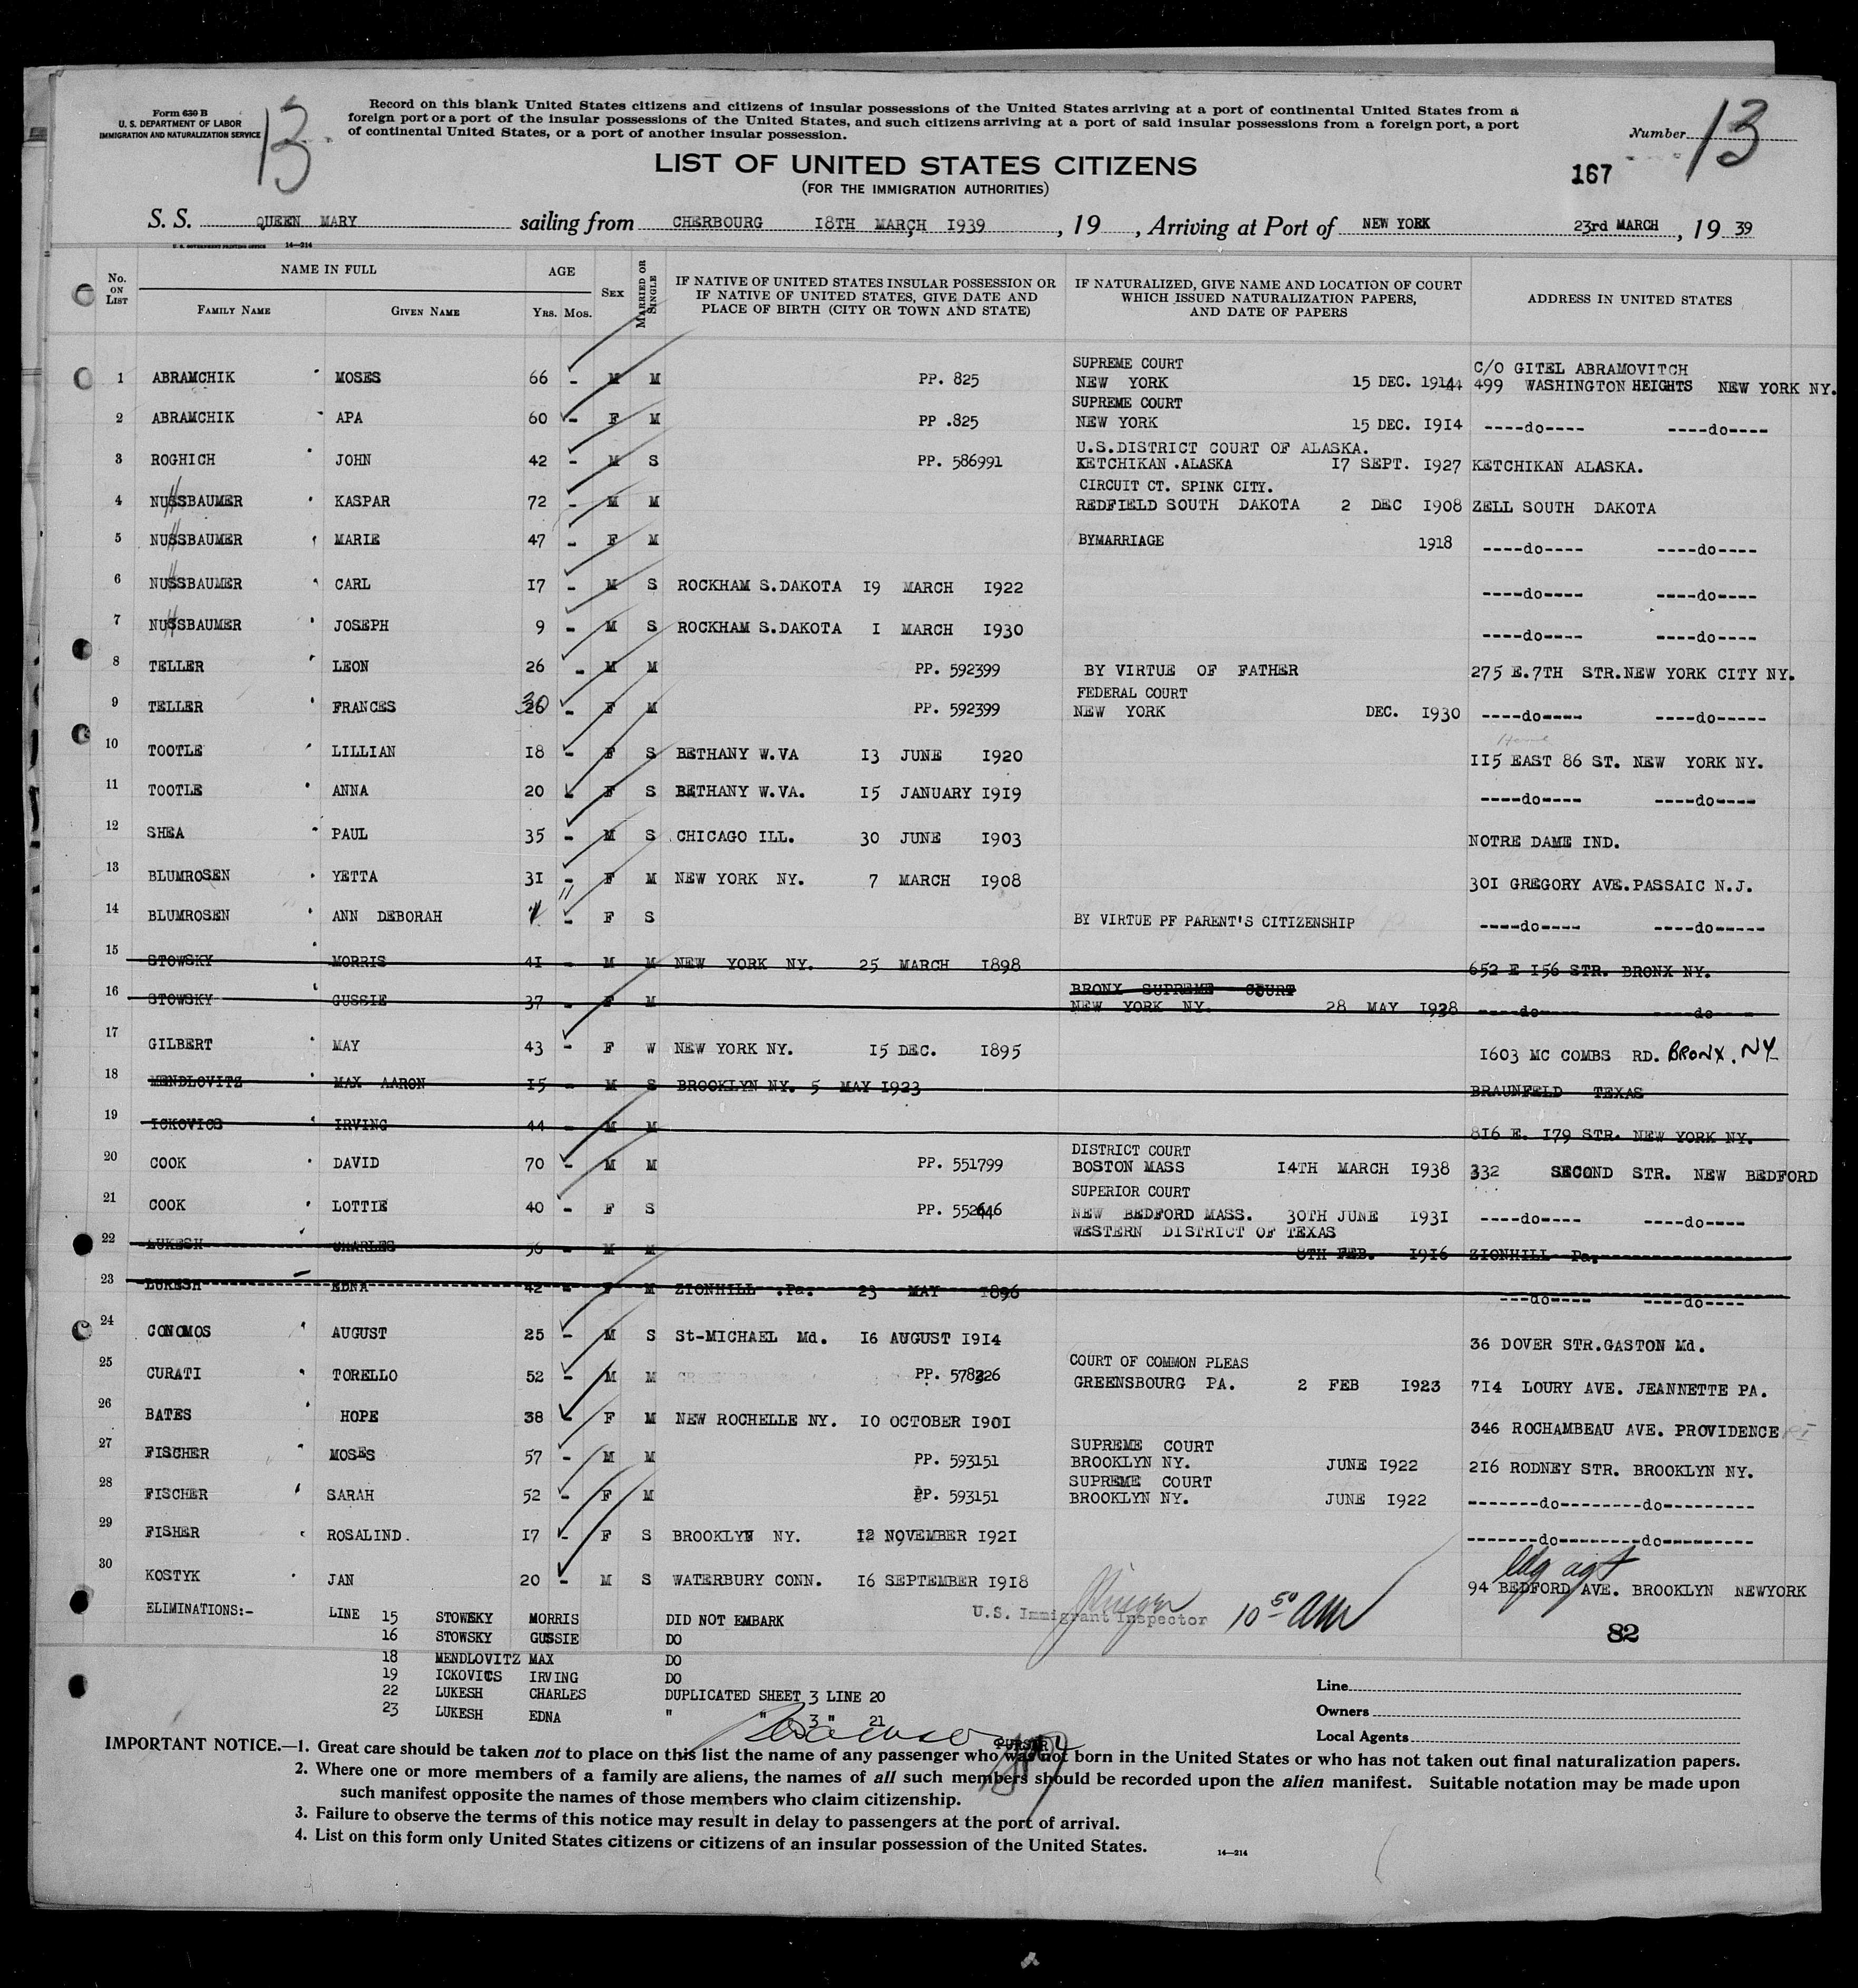 Form 630 B
U. S. DEPARTMENT OF LABOR
IMMIGRATION AND NATURALIZATION SERVICE
13
Record on this blank United States citizens and citizens of insular possessions of the United States arriving at a port of continental United States from a
foreign port or a port of the insular possessions of the United States, and such citizens arriving at a port of said insular possessions from a foreign port, a port
of continental United States, or a port of another insular possession.
Number 13
LIST OF UNITED STATES CITIZENS
(FOR THE IMMIGRATION AUTHORITIES)
167
S. S. QUEEN MARY sailing from CHERBOURG 18TH MARCH 1939, 19 , Arriving at Port of NEW YORK 23rd MARCH, 19 39
U. S. GOVERNMENT PRINTING OFFICE 14—214
No. ON LIST
NAME IN FULL
FAMILY NAME GIVEN NAME
AGE
YRS. MOS.
SEX
MARRIED OR SINGLE
IF NATIVE OF UNITED STATES INSULAR POSSESSION OR
IF NATIVE OF UNITED STATES, GIVE DATE AND
PLACE OF BIRTH (CITY OR TOWN AND STATE)
IF NATURALIZED, GIVE NAME AND LOCATION OF COURT
WHICH ISSUED NATURALIZATION PAPERS,
AND DATE OF PAPERS
ADDRESS IN UNITED STATES
SUPREME COURT C/O GITEL ABRAMOVITCH
1 ABRAMCHIK MOSES 66 - M M PP. 825 NEW YORK 15 DEC. 1914 499 WASHINGTON HEIGHTS NEW YORK NY.
SUPREME COURT
2 ABRAMCHIK APA 60 - F M PP .825 NEW YORK 15 DEC. 1914 ----do---- ----do----
U.S.DISTRICT COURT OF ALASKA.
3 ROGHICH JOHN 42 - M S PP. 586991 KETCHIKAN .ALASKA 17 SEPT. 1927 KETCHIKAN ALASKA.
CIRCUIT CT. SPINK CITY.
4 NUSSBAUMER KASPAR 72 - M M REDFIELD SOUTH DAKOTA 2 DEC 1908 ZELL SOUTH DAKOTA
5 NUSSBAUMER MARIE 47 - F M BYMARRIAGE 1918 ----do---- ----do----
6 NUSSBAUMER CARL 17 - M S ROCKHAM S.DAKOTA 19 MARCH 1922 ----do---- ----do----
7 NUSSBAUMER JOSEPH 9 - M S ROCKHAM S.DAKOTA 1 MARCH 1930 ----do---- ----do----
8 TELLER LEON 26 - M M PP. 592399 BY VIRTUE OF FATHER 275 E.7TH STR.NEW YORK CITY NY.
FEDERAL COURT
9 TELLER FRANCES 26 30 - F M PP. 592399 NEW YORK DEC. 1930 ----do----- ----do-----
Home
10 TOOTLE LILLIAN 18 - F S BETHANY W.VA 13 JUNE 1920 115 EAST 86 ST. NEW YORK NY.
11 TOOTLE ANNA 20 - F S BETHANY W.VA. 15 JANUARY 1919 ----do----- ----do----
12 SHEA PAUL 35 - M S CHICAGO ILL. 30 JUNE 1903 NOTRE DAME IND.
13 BLUMROSEN YETTA 31 - F M NEW YORK NY. 7 MARCH 1908 301 GREGORY AVE.PASSAIC N.J.
14 BLUMROSEN ANN DEBORAH 11 - F S BY VIRTUE PF PARENT'S CITIZENSHIP ----do---- ----do-----
15 STOWSKY MORRIS 41 - M M NEW YORK NY. 25 MARCH 1898 652 E 156 STR. BRONX NY.
BRONX SUPREME COURT
16 STOWSKY GUSSIE 37 - F M NEW YORK NY. 28 MAY 1928 ----do---- ----do----
17 GILBERT MAY 43 - F W NEW YORK NY. 15 DEC. 1895 1603 MC COMBS RD. BRONX. NY
18 MENDLOVITZ MAX AARON 15 - M S BROOKLYN NY. 5 MAY 1923 BRAUNFELD TEXAS
19 ICKOVICS IRVING 44 - M M 816 E. 179 STR. NEW YORK NY.
DISTRICT COURT
20 COOK DAVID 70 - M M PP. 551799 BOSTON MASS 14TH MARCH 1938 332 SECOND STR. NEW BEDFORD
SUPERIOR COURT
21 COOK LOTTIE 40 - F S PP. 552646 NEW BEDFORD MASS. 30TH JUNE 1931 ----do---- ----do----
WESTERN DISTRICT OF TEXAS
22 LUKESH CHARLES 56 - M M 8TH FEB. 1916 ZIONHILL Pa.
23 LUKESH EDNA 42 - F M ZIONHILL .Pa. 23 MAY 1896 ----do---- ----do----
24 CONOMOS AUGUST 25 - M S St-MICHAEL Md. 16 AUGUST 1914 36 DOVER STR.GASTON Md.
COURT OF COMMON PLEAS
25 CURATI TORELLO 52 - M M PP. 578326 GREENSBOURG PA. 2 FEB 1923 714 LOURY AVE. JEANNETTE PA.
26 BATES HOPE 38 - F M NEW ROCHELLE NY. 10 OCTOBER 1901 346 ROCHAMBEAU AVE. PROVIDENCE RI
SUPREME COURT
27 FISCHER MOSES 57 - M M PP. 593151 BROOKLYN NY. JUNE 1922 216 RODNEY STR. BROOKLYN NY.
SUPREME COURT
28 FISCHER SARAH 52 - F M PP. 593151 BROOKLYN NY. JUNE 1922 -------do--------do---------
29 FISHER ROSALIND. 17 - F S BROOKLYN NY. 12 NOVEMBER 1921 -------do--------do---------
ldg agt
30 KOSTYK JAN 20 - M S WATERBURY CONN. 16 SEPTEMBER 1918 94 BEDFORD AVE. BROOKLYN NEWYORK
ELIMINATIONS:- LINE 15 STOWSKY MORRIS DID NOT EMBARK
U.S. Immigrant Inspector 10 50 AM
82
16 STOWSKY GUSSIE DO
18 MENDLOVITZ MAX DO
19 ICKOVITS IRVING DO
22 LUKESH CHARLES DUPLICATED SHEET 3 LINE 20
23 LUKESH EDNA " " 3 " 21
PURSER
Line
Owners
Local Agents
IMPORTANT NOTICE.—1. Great care should be taken not to place on this list the name of any passenger who was not born in the United States or who has not taken out final naturalization papers.
2. Where one or more members of a family are aliens, the names of all such members should be recorded upon the alien manifest. Suitable notation may be made upon
such manifest opposite the names of those members who claim citizenship.
3. Failure to observe the terms of this notice may result in delay to passengers at the port of arrival.
4. List on this form only United States citizens or citizens of an insular possession of the United States.
14—214